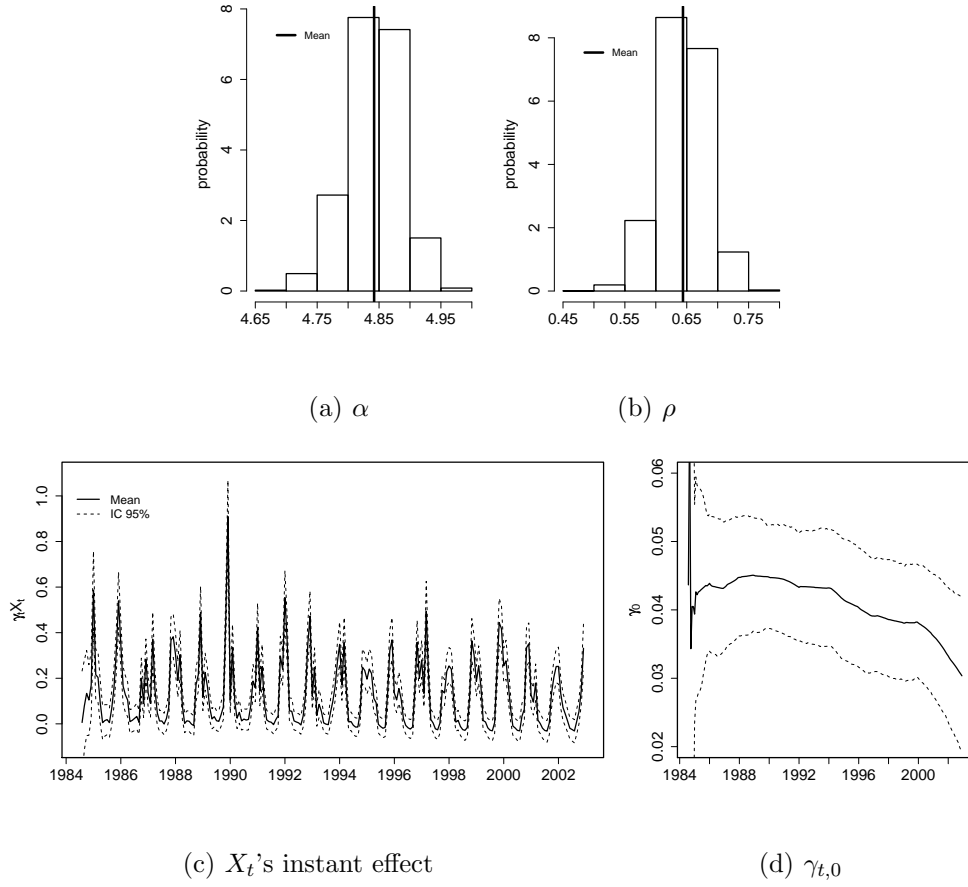 probability
0 2 4 6 8
Mean
4.65 4.75 4.85 4.95
probability
0 2 4 6 8
Mean
0.45 0.55 0.65 0.75
(a) α
(b) ρ
γtXt
0.0 0.2 0.4 0.6 0.8 1.0
Mean
IC 95%
1984 1986 1988 1990 1992 1994 1996 1998 2000 2002
γ0
0.02 0.03 0.04 0.05 0.06
1984 1988 1992 1996 2000
(c) Xt's instant effect
(d) γt,0